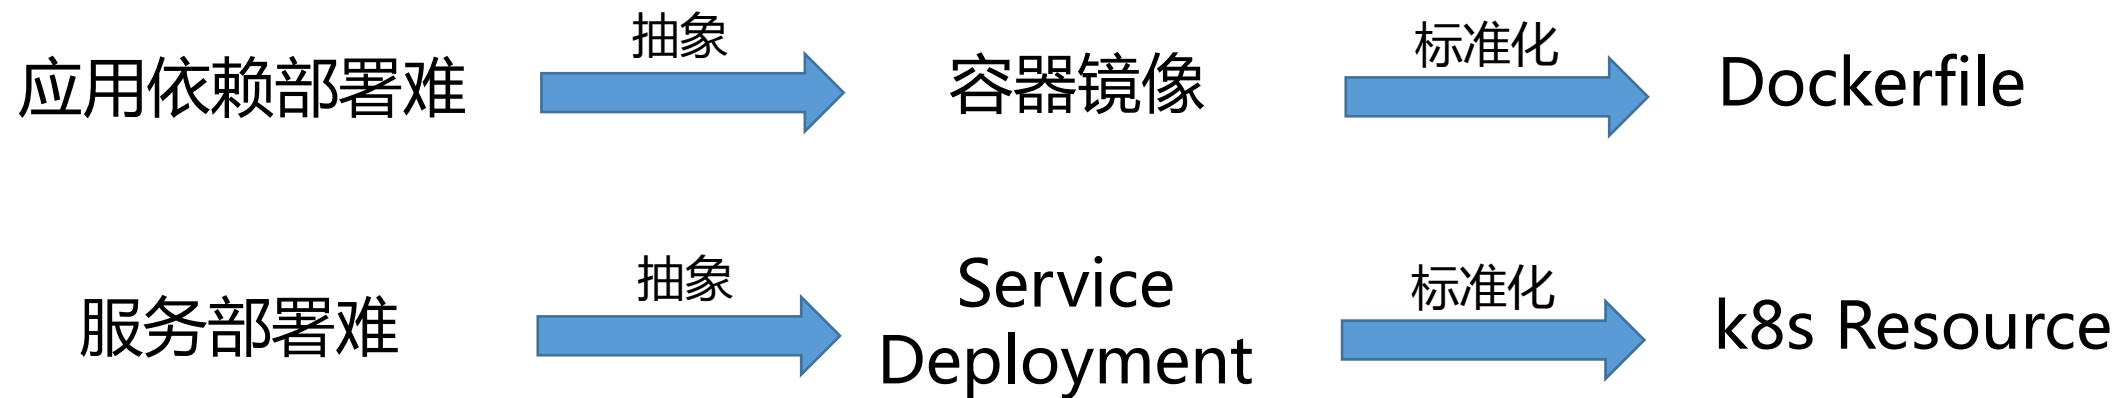 应用依赖部署难
抽象
容器镜像
标准化
Dockerfile
服务部署难
抽象
Service
Deployment
标准化
k8s Resource